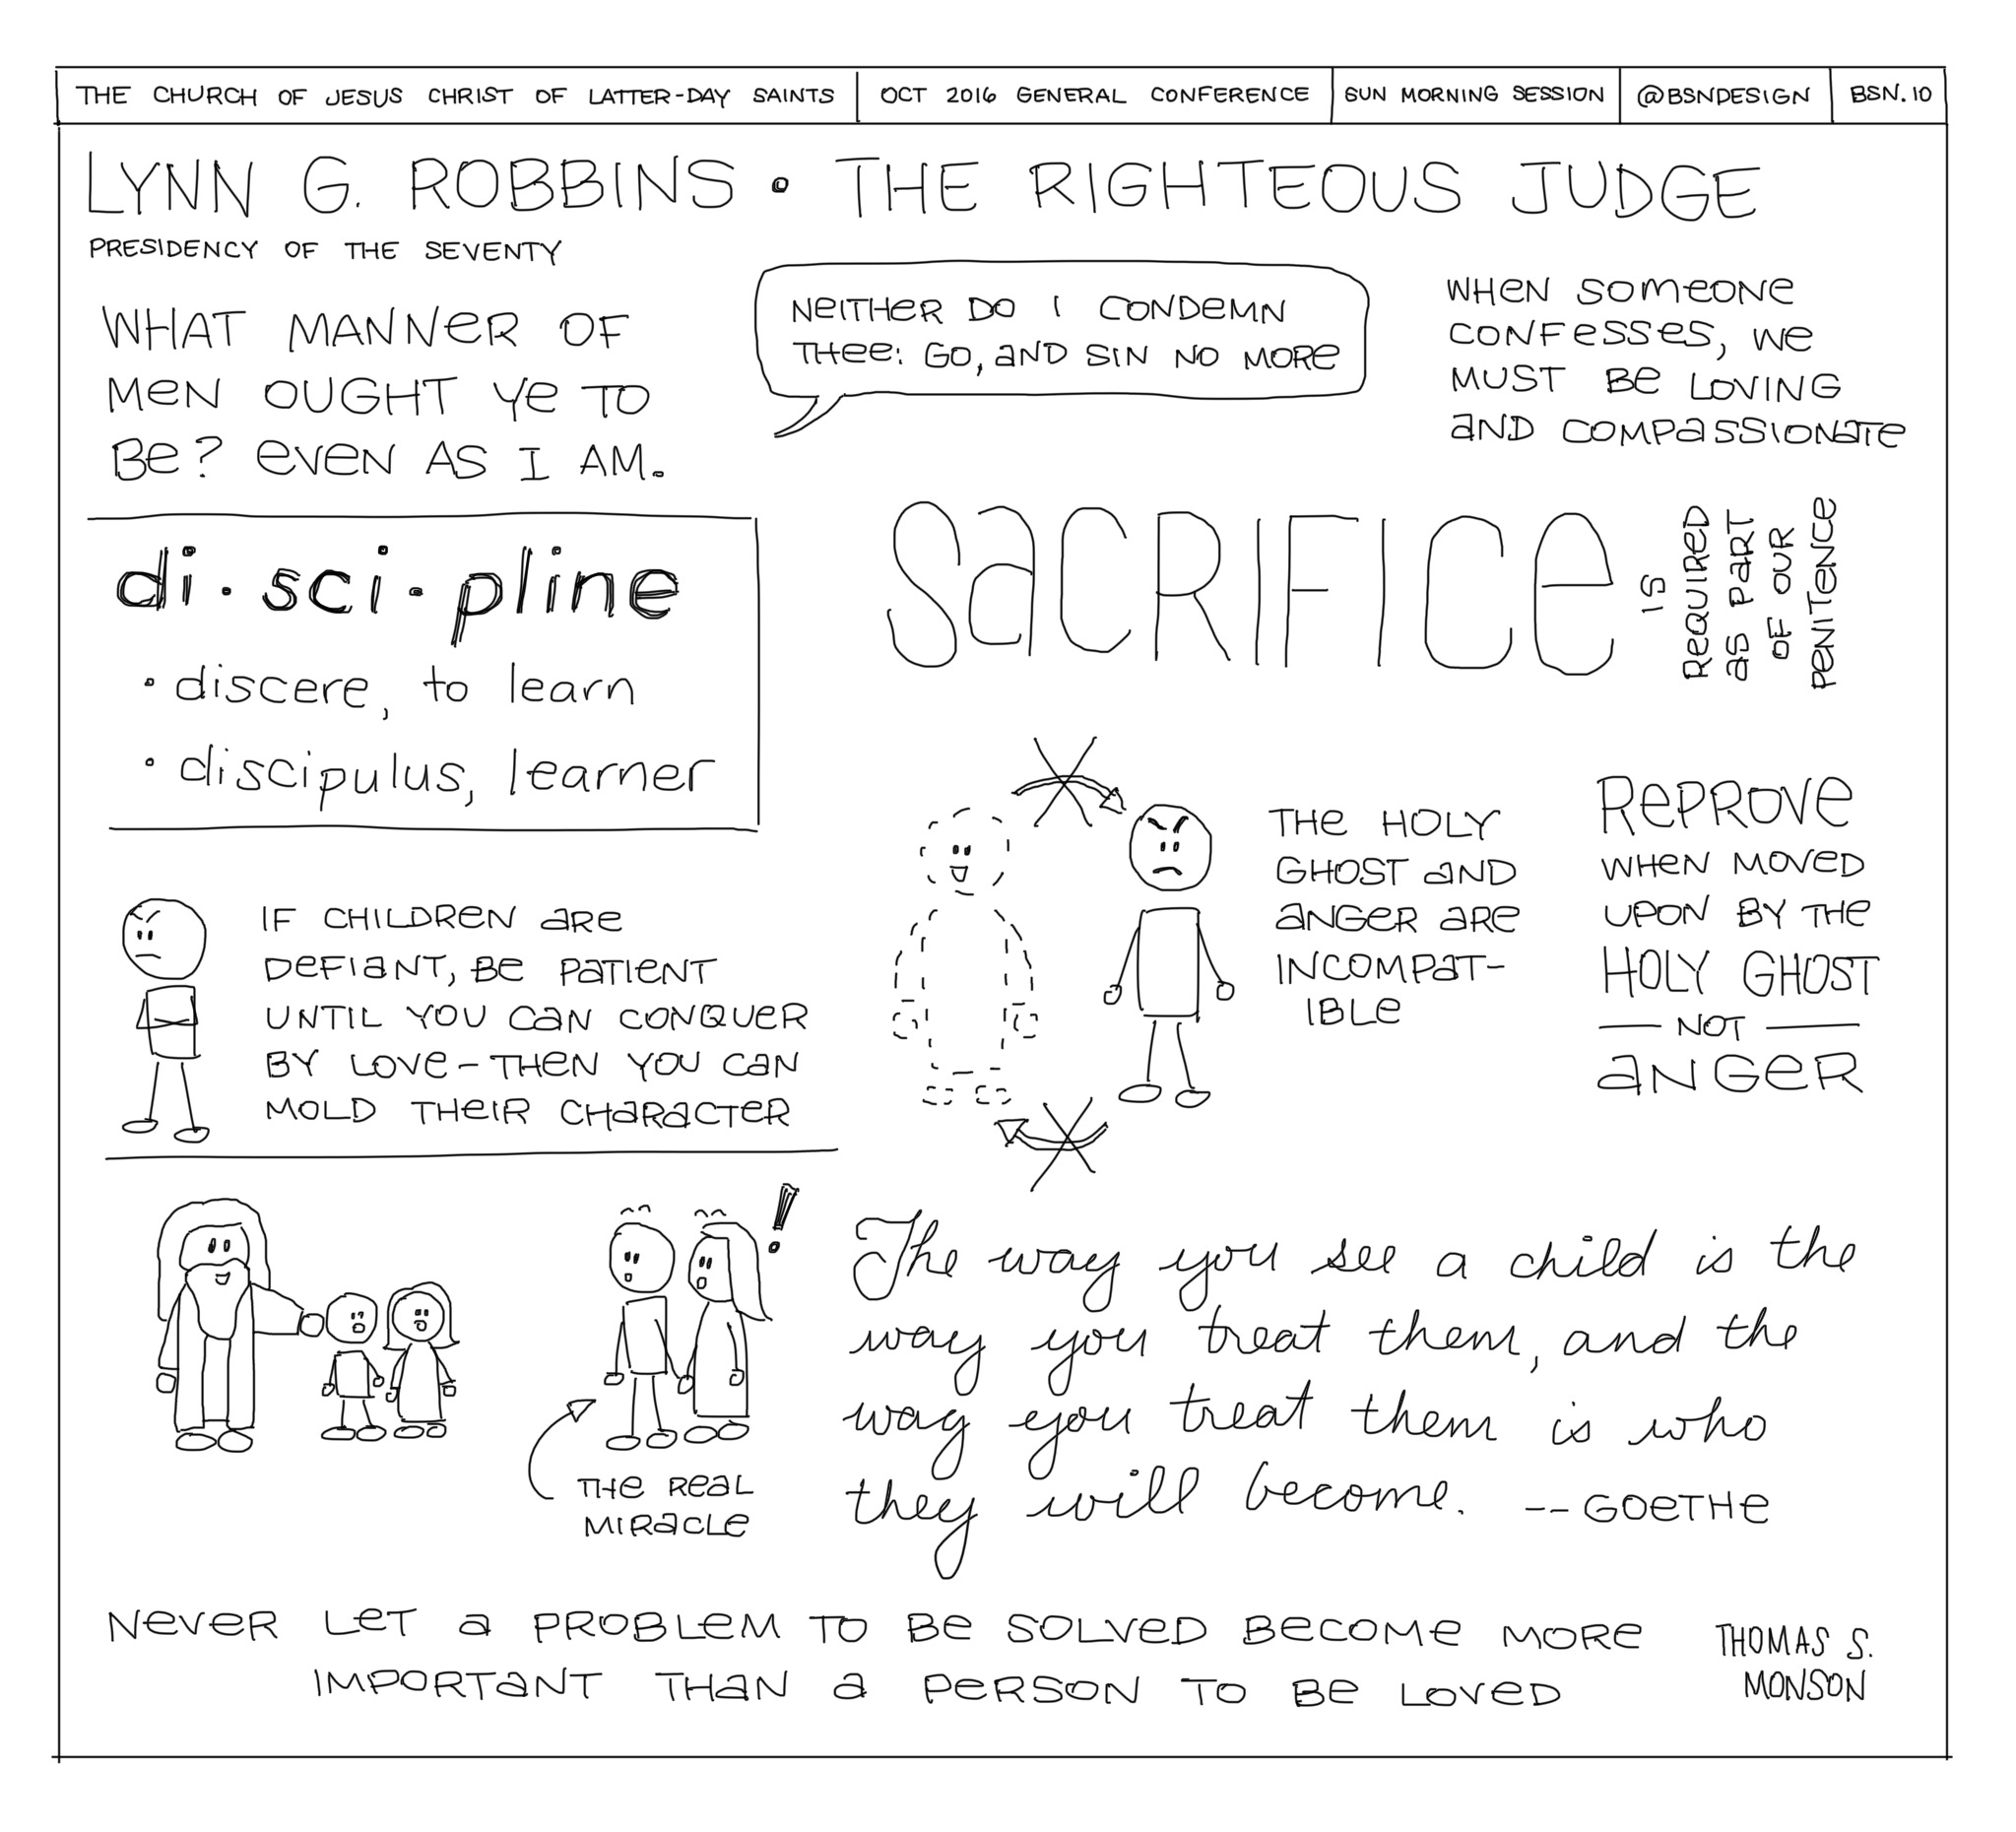 THE CHURCH OF JESUS CHRIST OF LATTER-DAY SAINTS
OCT 2016 GENERAL CONFERENCE
SUN MORNING SESSION
@BSNDESIGN
BSN.10
LYNN G. ROBBINS • THE RIGHTEOUS JUDGE
PRESIDENCY OF THE SEVENTY
WHAT MANNER OF
MEN OUGHT YE TO
BE? EVEN AS I AM.
NEITHER DO I CONDEMN
THEE: GO, AND SIN NO MORE
WHEN SOMEONE
CONFESSES, WE
MUST BE LOVING
AND COMPASSIONATE
di·sci·pline
• discere, to learn
• discipulus, learner
SACRIFICE
IS
REQUIRED
AS PART
OF OUR
PENITENCE
IF CHILDREN ARE
DEFIANT, BE PATIENT
UNTIL YOU CAN CONQUER
BY LOVE – THEN YOU CAN
MOLD THEIR CHARACTER
THE HOLY
GHOST AND
ANGER ARE
INCOMPAT-
IBLE
REPROVE
WHEN MOVED
UPON BY THE
HOLY GHOST
— NOT —
ANGER
!
THE REAL
MIRACLE
The way you see a child is the
way you treat them, and the
way you treat them is who
they will become. -- GOETHE
NEVER LET A PROBLEM TO BE SOLVED BECOME MORE
IMPORTANT THAN A PERSON TO BE LOVED
THOMAS S.
MONSON